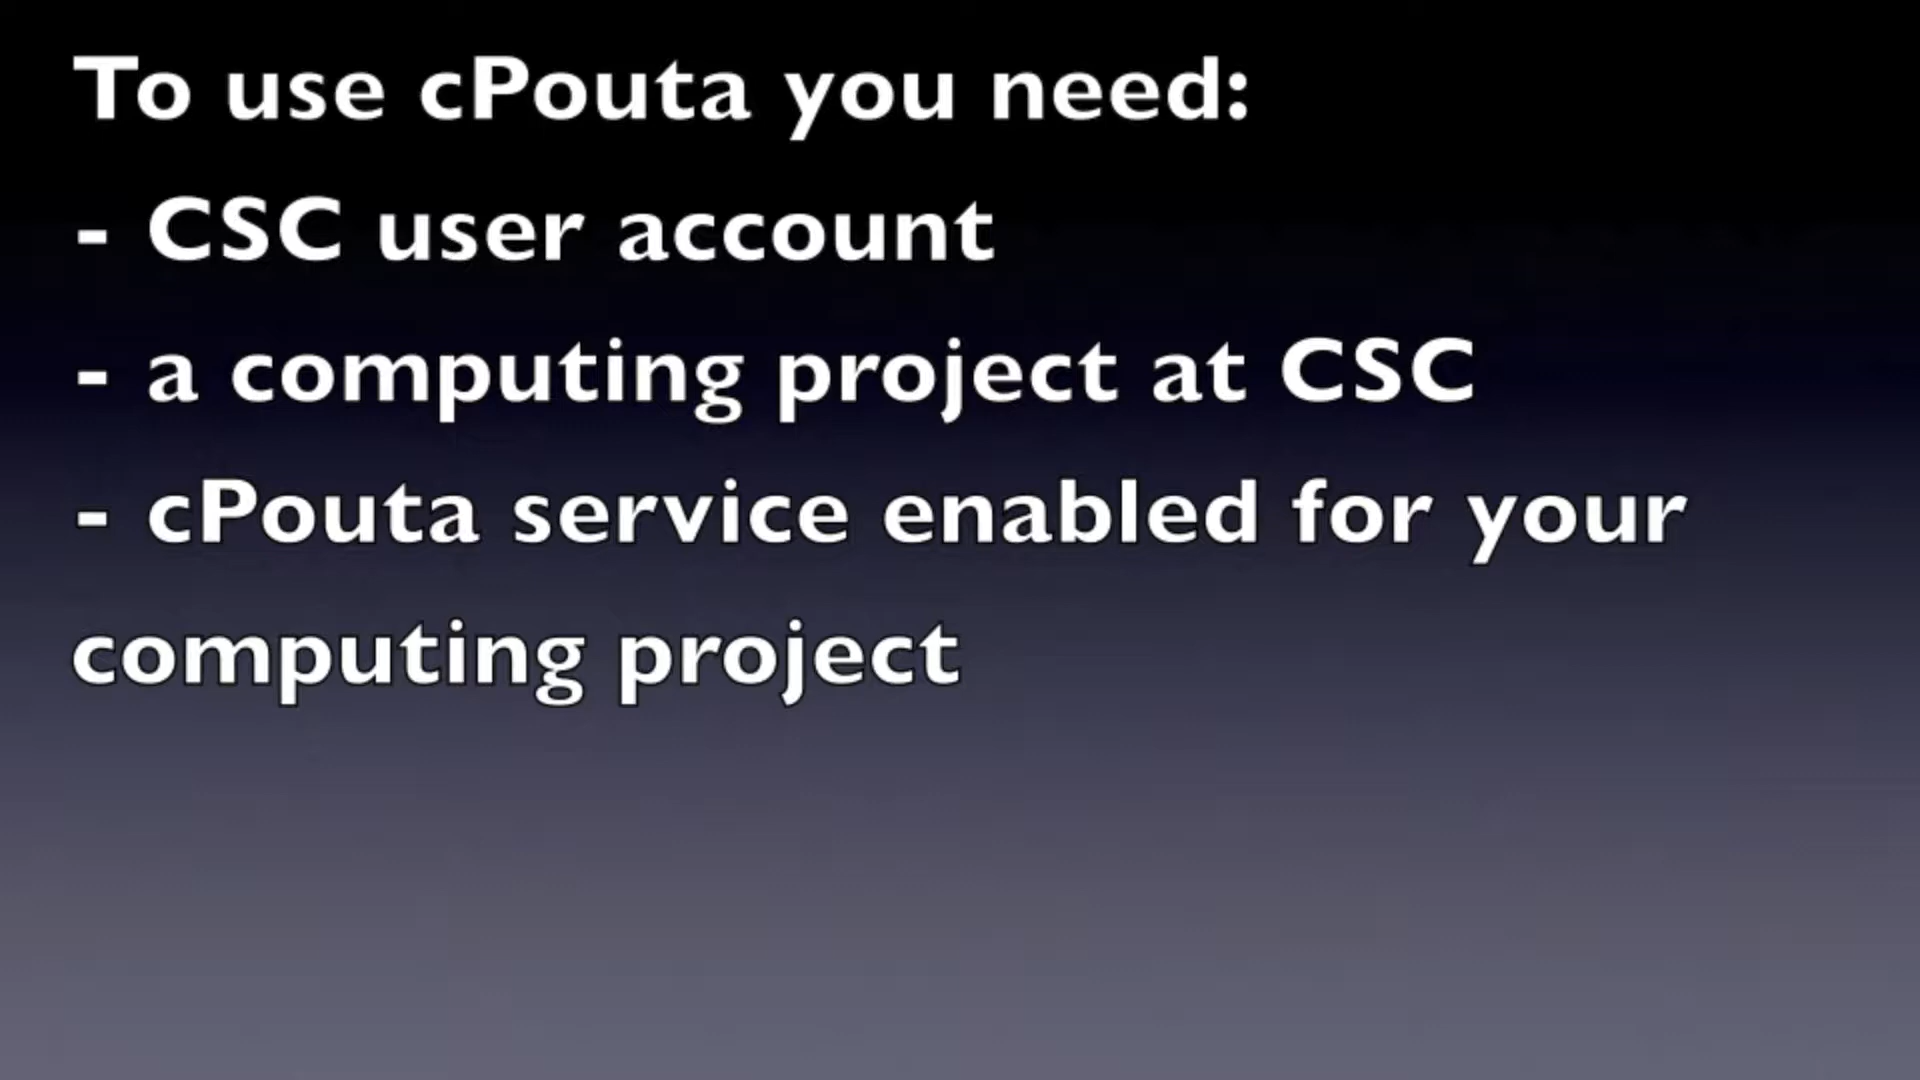 To use cPouta you need:
- CSC user account
- a computing project at CSC
- cPouta service enabled for your
computing project